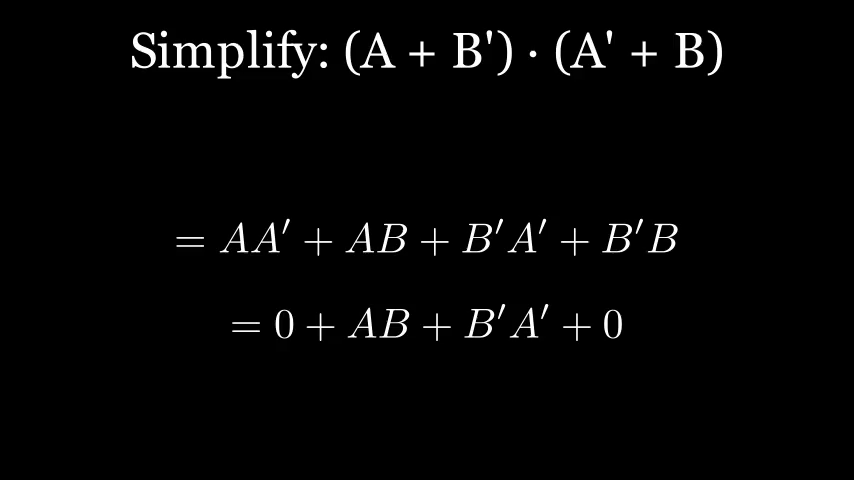 Simplify: (A + B') · (A' + B)
= AA′ + AB + B′A′ + B′B
= 0 + AB + B′A′ + 0